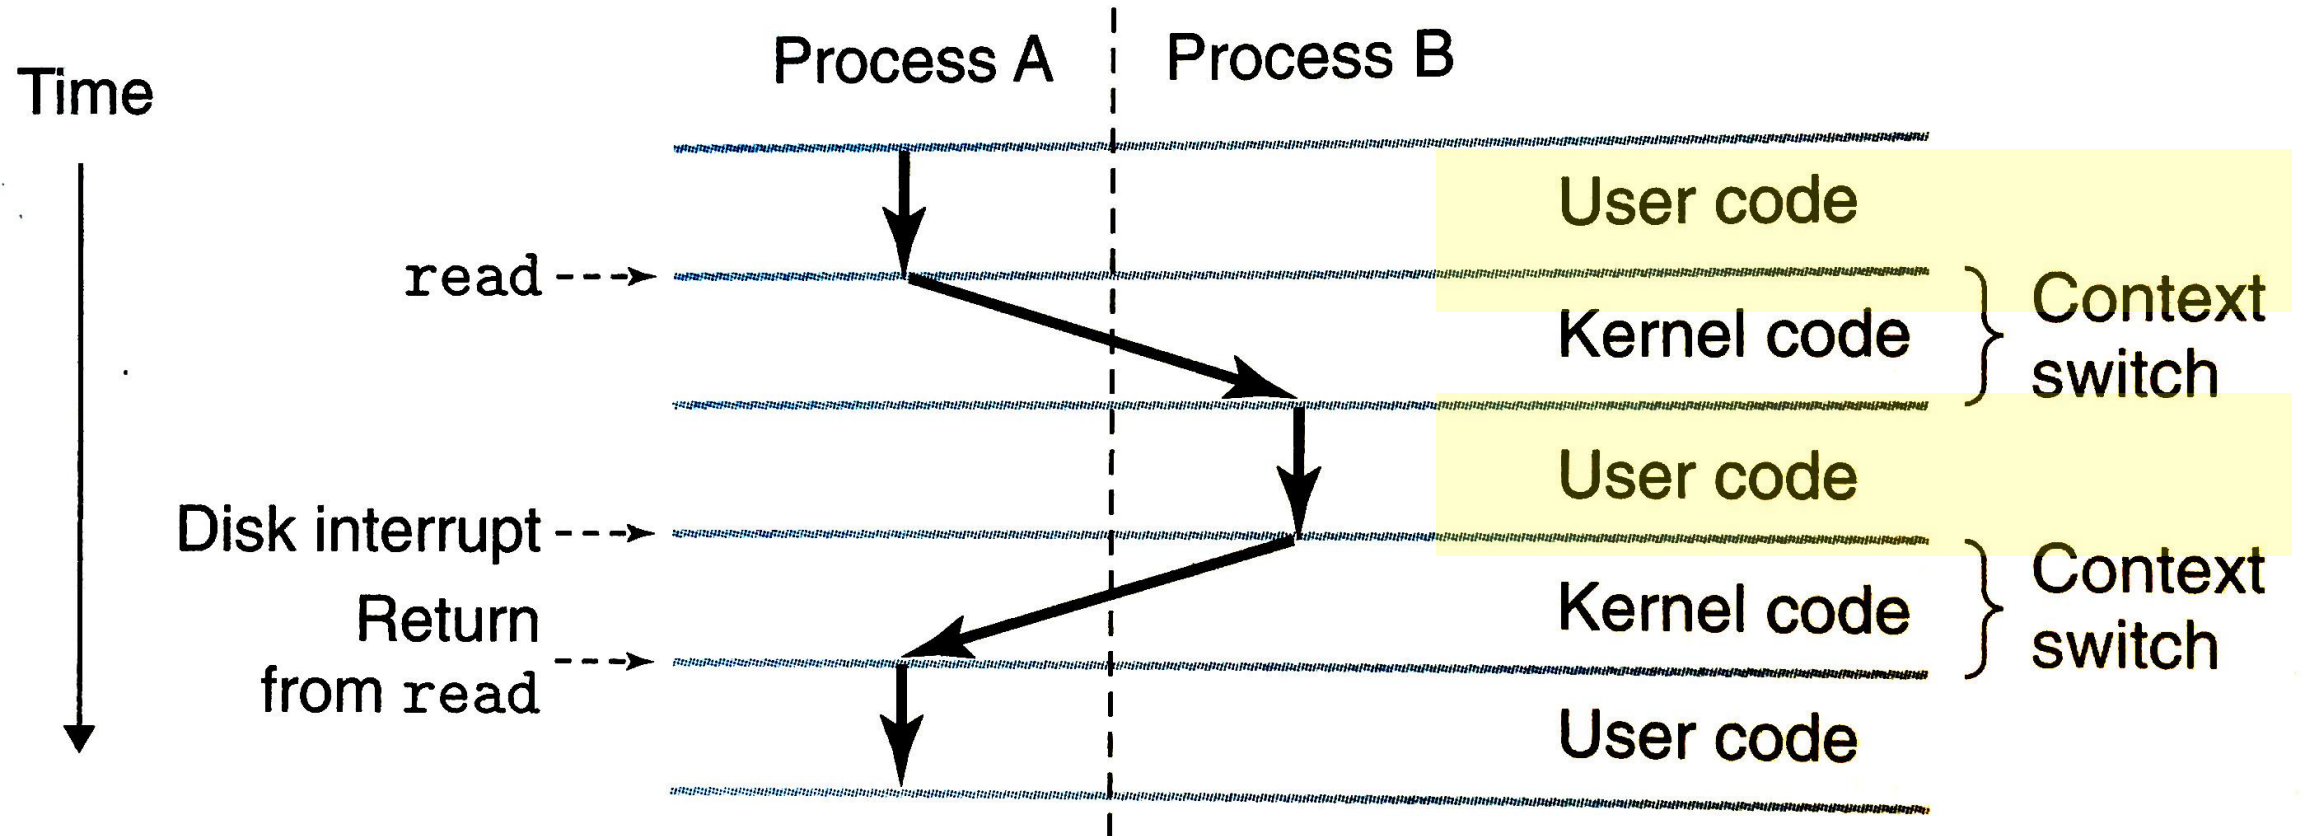 Process A
Process B
Time
User code
read
Kernel code
Context
switch
User code
Disk interrupt
Return
from read
Kernel code
Context
switch
User code